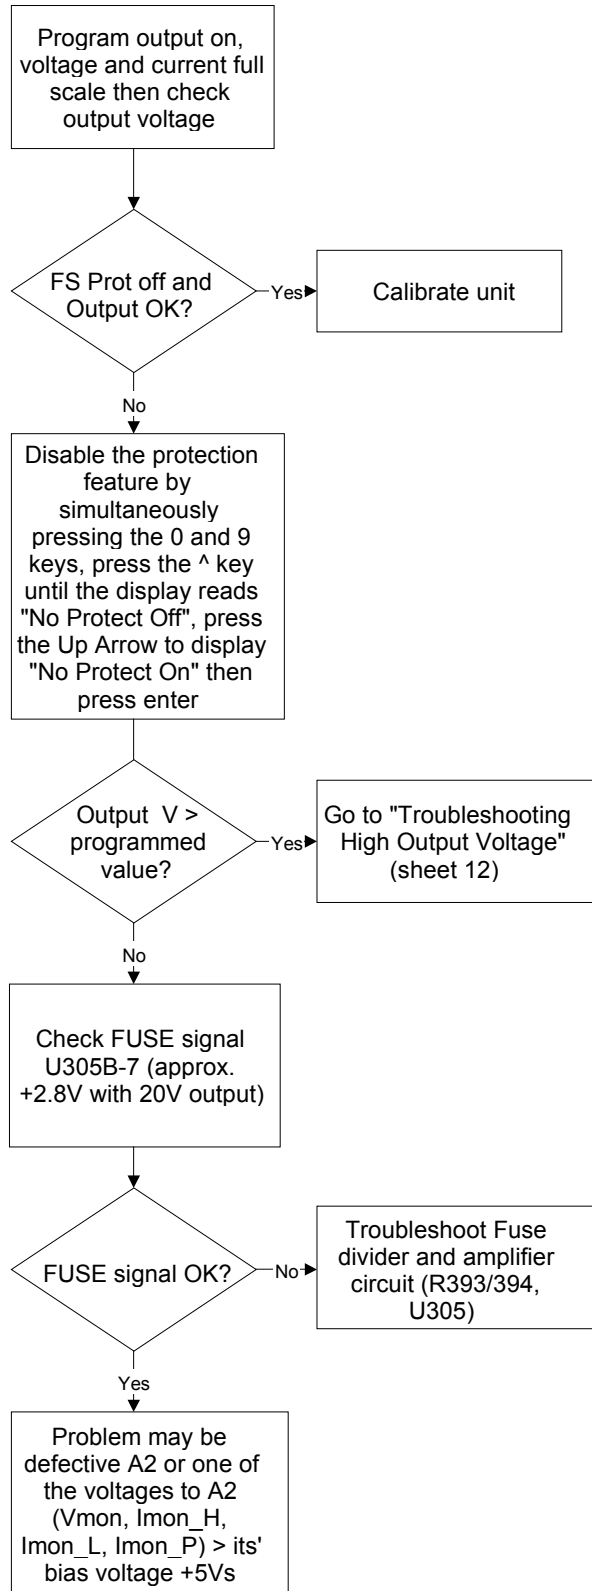 Program output on,
voltage and current full
scale then check
output voltage
FS Prot off and
Output OK?
Yes
Calibrate unit
No
Disable the protection
feature by
simultaneously
pressing the 0 and 9
keys, press the ^ key
until the display reads
"No Protect Off", press
the Up Arrow to display
"No Protect On" then
press enter
Output V >
programmed
value?
Yes
Go to "Troubleshooting
High Output Voltage"
(sheet 12)
No
Check FUSE signal
U305B-7 (approx.
+2.8V with 20V output)
FUSE signal OK?
No
Troubleshoot Fuse
divider and amplifier
circuit (R393/394,
U305)
Yes
Problem may be
defective A2 or one of
the voltages to A2
(Vmon, Imon_H,
Imon_L, Imon_P) > its'
bias voltage +5Vs